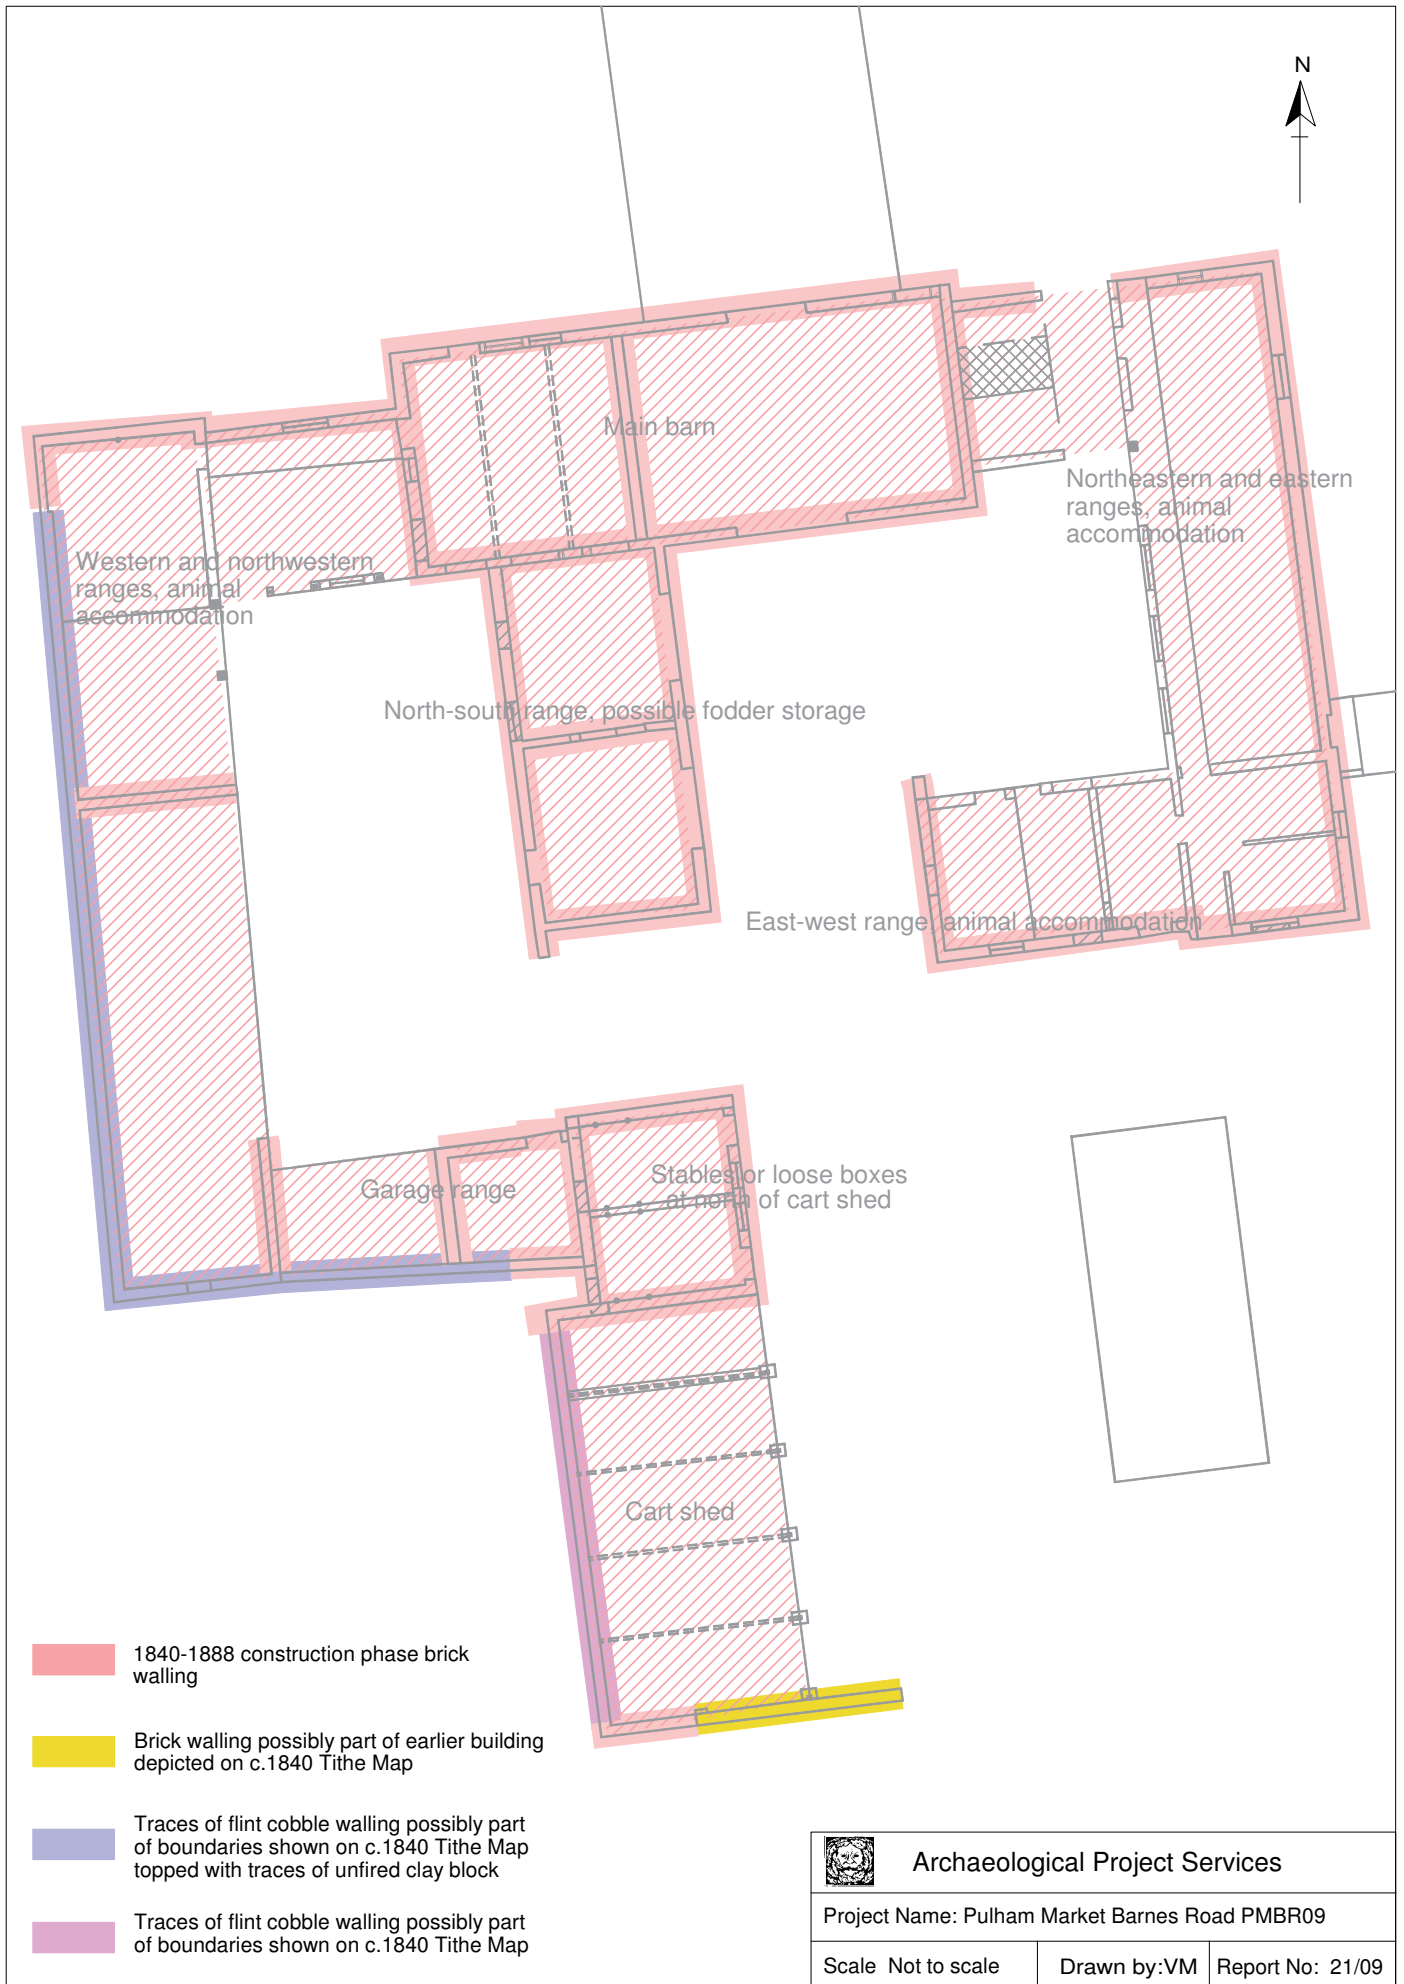 N
Main barn
Northeastern and eastern
ranges, animal
accommodation
Western and northwestern
ranges, animal
accommodation
North-south range, possible fodder storage
East-west range, animal accommodation
Stables or loose boxes
at north of cart shed
Garage range
Cart shed
1840-1888 construction phase brick
walling
Brick walling possibly part of earlier building
depicted on c.1840 Tithe Map
Traces of flint cobble walling possibly part
of boundaries shown on c.1840 Tithe Map
topped with traces of unfired clay block
Traces of flint cobble walling possibly part
of boundaries shown on c.1840 Tithe Map
Archaeological Project Services
Project Name: Pulham Market Barnes Road PMBR09
Scale Not to scale
Drawn by:VM
Report No: 21/09